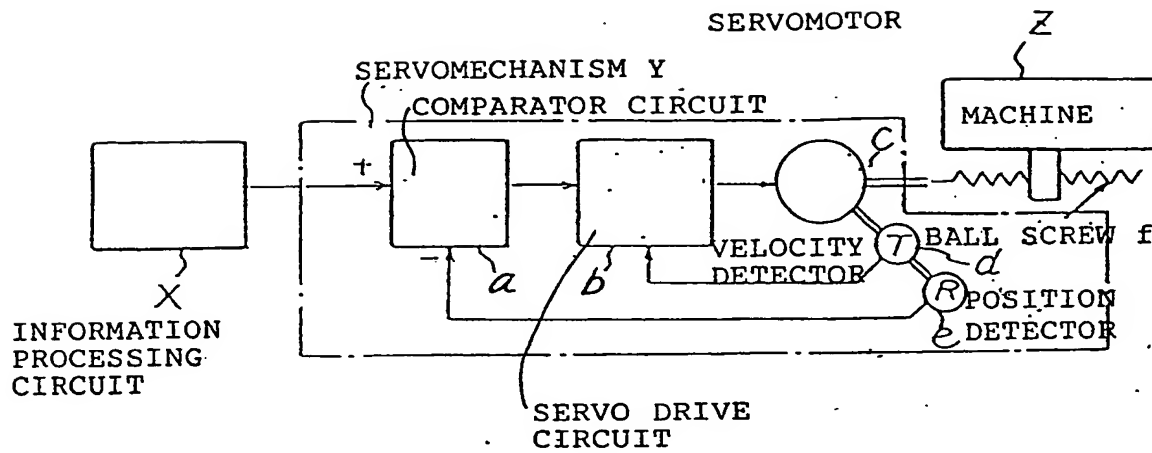 SERVOMOTOR
Z
SERVOMECHANISM Y
COMPARATOR CIRCUIT
MACHINE
C
+
-
a
b
VELOCITY
DETECTOR
T
d
BALL SCREW f
R
POSITION
DETECTOR
e
X
INFORMATION
PROCESSING
CIRCUIT
SERVO DRIVE
CIRCUIT